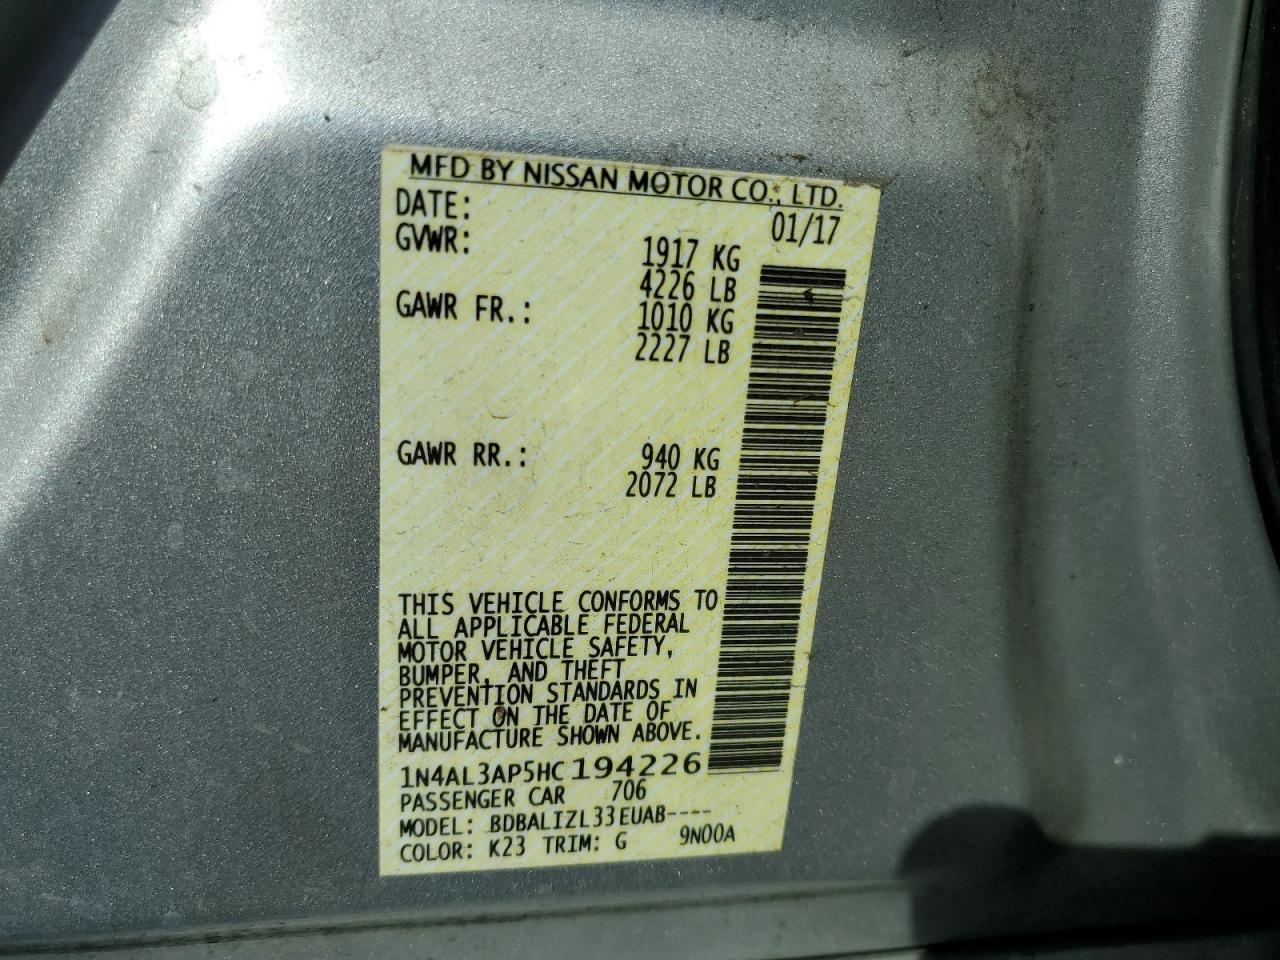 MFD BY NISSAN MOTOR CO., LTD.
DATE: 01/17
GVWR: 1917 KG
4226 LB
GAWR FR.: 1010 KG
2227 LB
GAWR RR.: 940 KG
2072 LB
THIS VEHICLE CONFORMS TO
ALL APPLICABLE FEDERAL
MOTOR VEHICLE SAFETY,
BUMPER, AND THEFT
PREVENTION STANDARDS IN
EFFECT ON THE DATE OF
MANUFACTURE SHOWN ABOVE.
1N4AL3AP5HC194226
PASSENGER CAR 706
MODEL: BDBALIZL33EUAB----
COLOR: K23 TRIM: G 9N00A